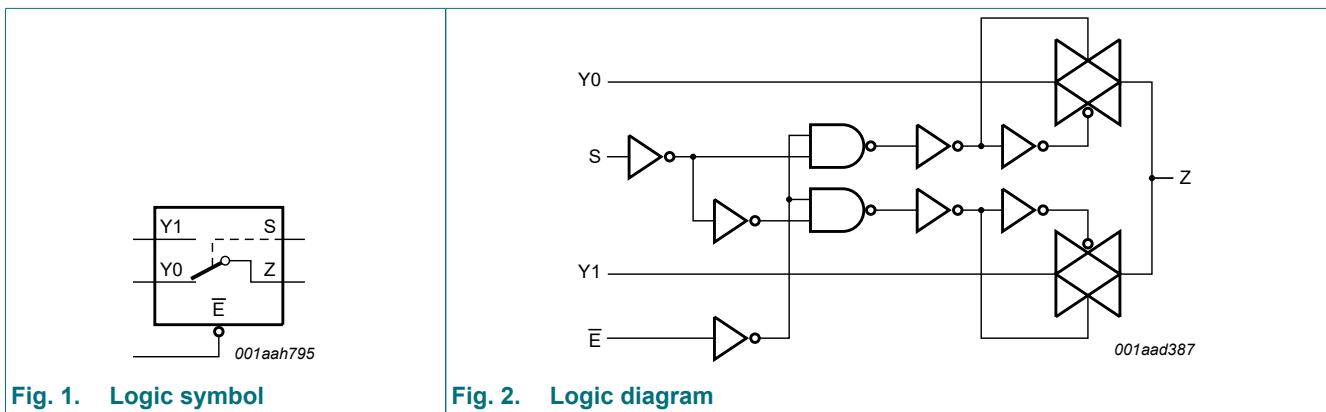 Y1 S
Y0 Z
E̅
001aah795
Fig. 1. Logic symbol
Y0
S
Z
Y1
E̅
001aad387
Fig. 2. Logic diagram